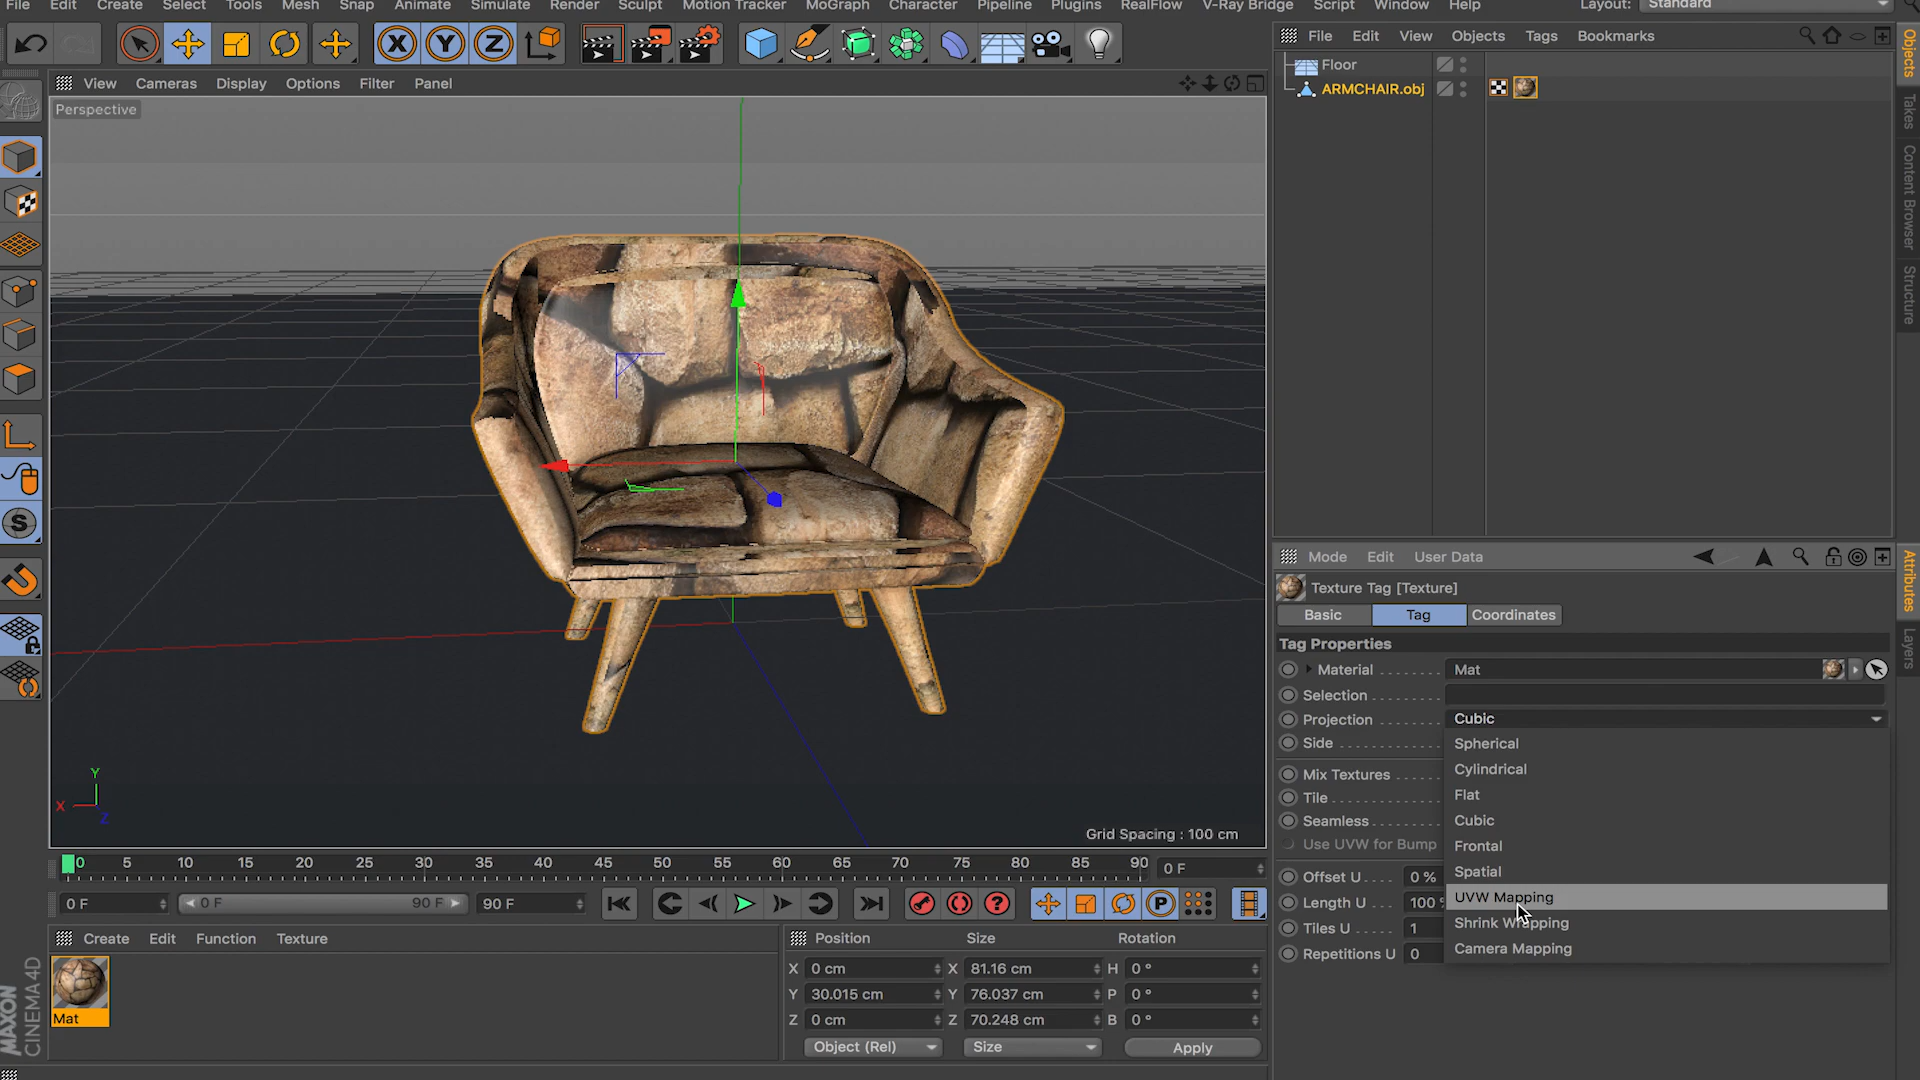 File Edit Create Select Tools Mesh Snap Animate Simulate Render Sculpt Motion Tracker MoGraph Character Pipeline Plugins RealFlow V-Ray Bridge Script Window Help Layout: Standard
X Y Z
View Cameras Display Options Filter Panel
Perspective
S
Y
X
Z
Grid Spacing : 100 cm
0 5 10 15 20 25 30 35 40 45 50 55 60 65 70 75 80 85 90 0 F
0 F 0 F 90 F 90 F ? P
Create Edit Function Texture
Mat
MAXON
CINEMA 4D
Position Size Rotation
X 0 cm X 81.16 cm H 0 °
Y 30.015 cm Y 76.037 cm P 0 °
Z 0 cm Z 70.248 cm B 0 °
Object (Rel) Size Apply
File Edit View Objects Tags Bookmarks
Floor
ARMCHAIR.obj
Objects
Takes
Content Browser
Structure
Mode Edit User Data
Texture Tag [Texture]
Basic Tag Coordinates
Tag Properties
Material ........ Mat
Selection .......
Projection ...... Cubic
Side
Mix Textures
Tile
Seamless
Use UVW for Bump
Offset U .... 0 %
Length U ... 100 %
Tiles U ..... 1
Repetitions U 0
Spherical
Cylindrical
Flat
Cubic
Frontal
Spatial
UVW Mapping
Shrink Wrapping
Camera Mapping
Attributes
Layers